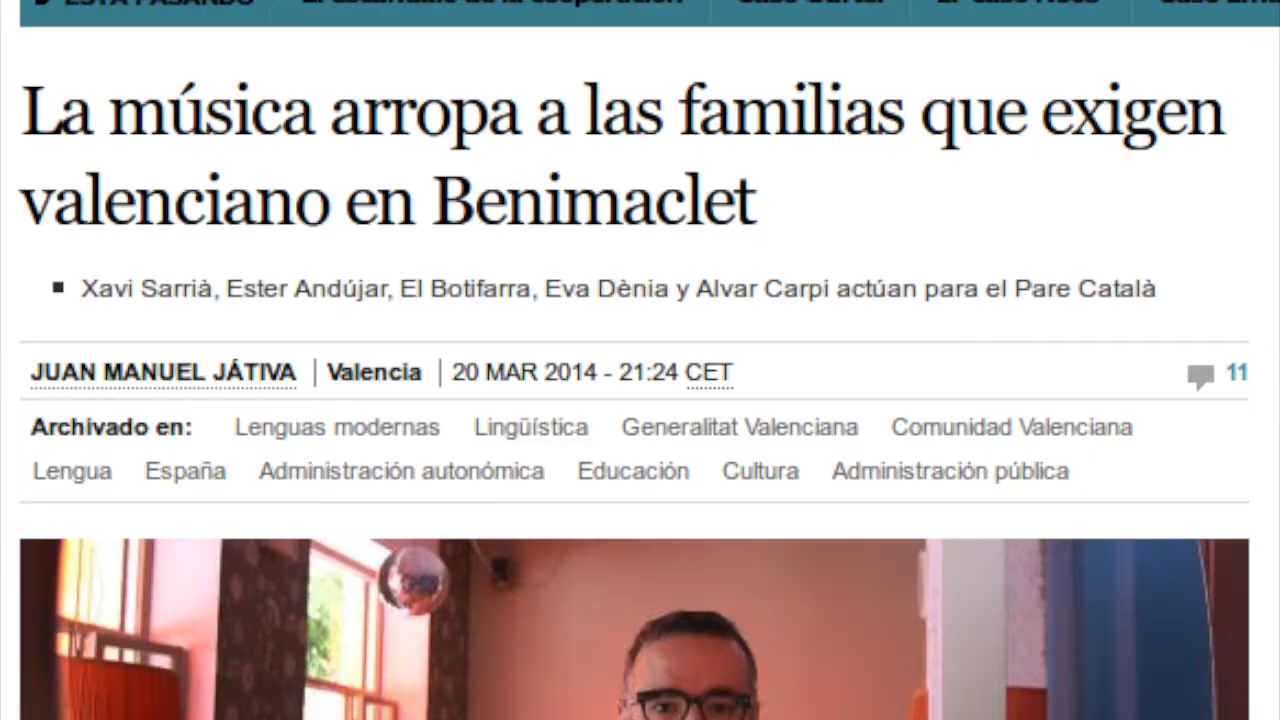 La música arropa a las familias que exigen
valenciano en Benimaclet
Xavi Sarrià, Ester Andújar, El Botifarra, Eva Dènia y Alvar Carpi actúan para el Pare Català
JUAN MANUEL JÁTIVA | Valencia | 20 MAR 2014 - 21:24 CET 11
Archivado en: Lenguas modernas Lingüística Generalitat Valenciana Comunidad Valenciana
Lengua España Administración autonómica Educación Cultura Administración pública